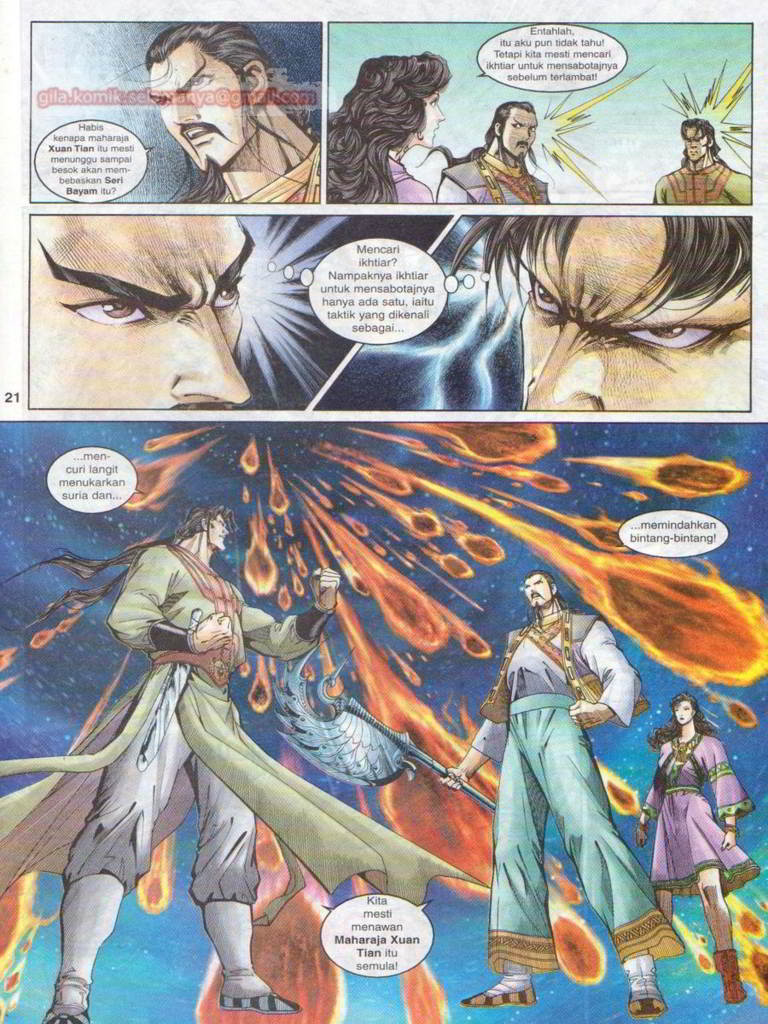 gila.komik.selamanya@gmail.com
Habis
kenapa maharaja
Xuan Tian itu mesti
menunggu sampai
besok akan mem-
bebaskan Seri
Bayam itu?
Entahlah,
itu aku pun tidak tahu!
Tetapi kita mesti mencari
ikhtiar untuk mensabotajnya
sebelum terlambat!
Mencari
ikhtiar?
Nampaknya ikhtiar
untuk mensabotajnya
hanya ada satu, iaitu
taktik yang dikenali
sebagai...
21
...men-
curi langit
menukarkan
suria dan...
...memindahkan
bintang-bintang!
Kita
mesti
menawan
Maharaja Xuan
Tian itu
semula!